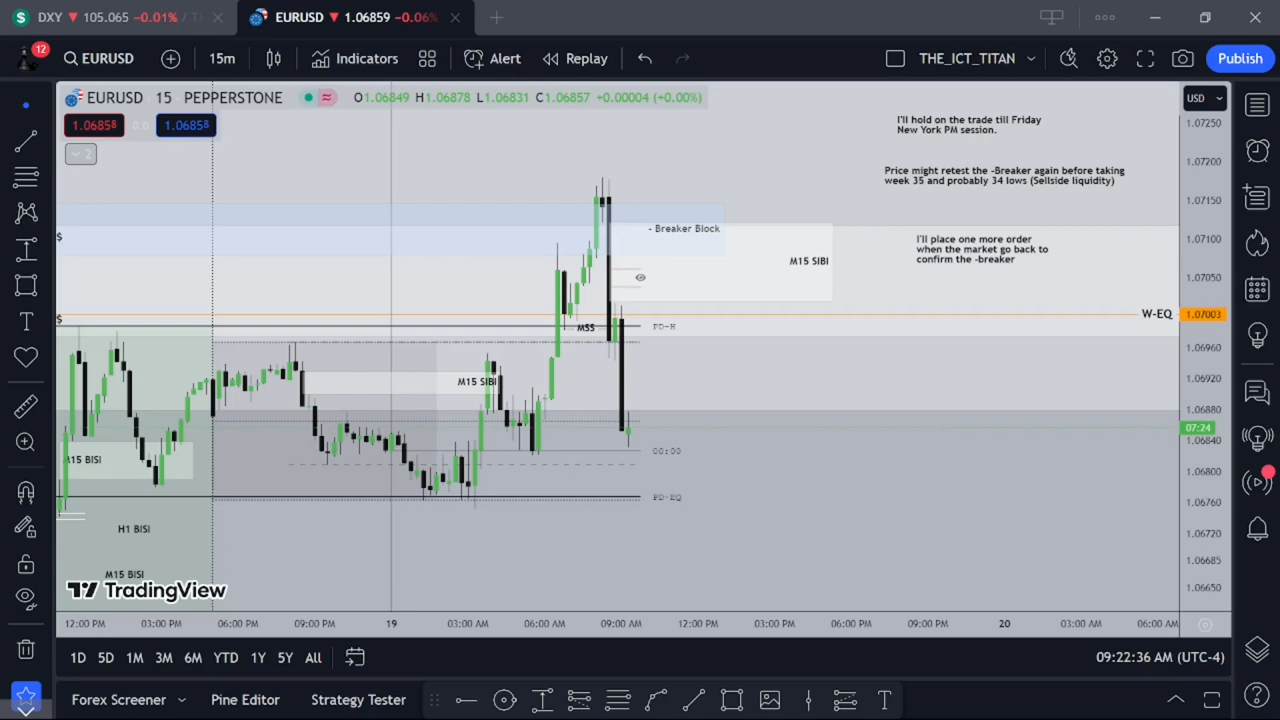 DXY ▼ 105.065 −0.01% / T
EURUSD ▼ 1.06859 −0.06%
12
EURUSD
15m
Indicators
Alert
Replay
THE_ICT_TITAN
Publish
EURUSD 15 PEPPERSTONE
O1.06849 H1.06878 L1.06831 C1.06857 +0.00004 (+0.00%)
USD
1.06858 0.0 1.06858
2
I'll hold on the trade till Friday
New York PM session.
Price might retest the -Breaker again before taking
week 35 and probably 34 lows (Sellside liquidity)
I'll place one more order
when the market go back to
confirm the -breaker
- Breaker Block
M15 SIBI
$
$
W-EQ
MSS
PD-H
M15 SIBI
00:00
PD-EQ
M15 BISI
H1 BISI
M15 BISI
TradingView
1.07250
1.07200
1.07150
1.07100
1.07050
1.07003
1.06960
1.06920
1.06880
07:24
1.06840
1.06800
1.06760
1.06720
1.06685
1.06650
12:00 PM 03:00 PM 06:00 PM 09:00 PM 19 03:00 AM 06:00 AM 09:00 AM 12:00 PM 03:00 PM 06:00 PM 09:00 PM 20 03:00 AM 06:00 AM
1D 5D 1M 3M 6M YTD 1Y 5Y All
09:22:36 AM (UTC-4)
Forex Screener
Pine Editor
Strategy Tester